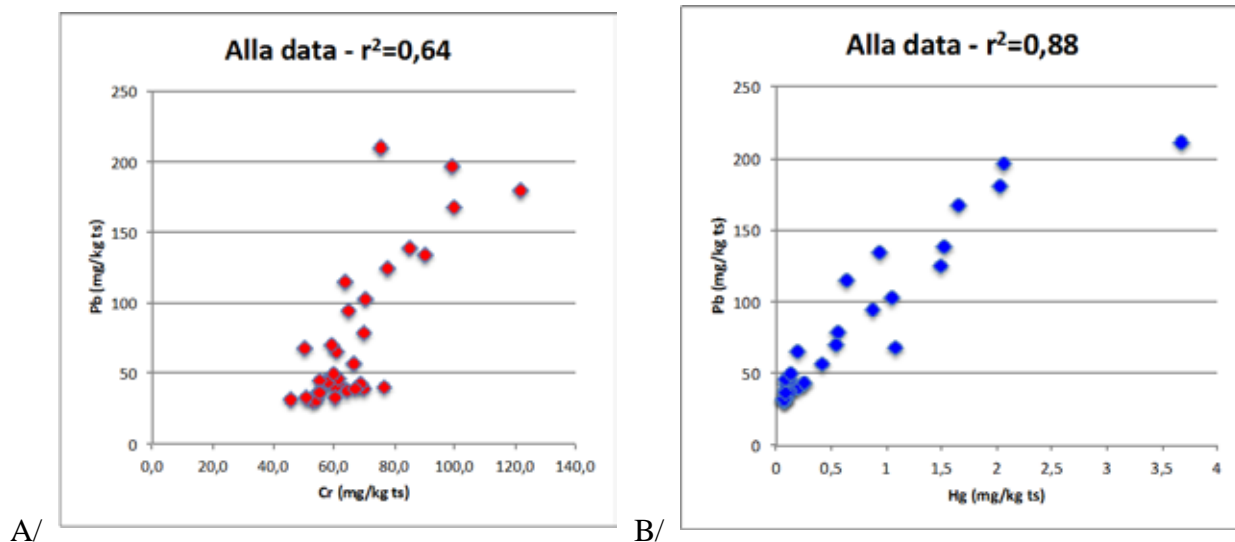 Alla data - r²=0,64
250
200
150
100
50
0
Pb (mg/kg ts)
0,0 20,0 40,0 60,0 80,0 100,0 120,0 140,0
Cr (mg/kg ts)
A/
Alla data - r²=0,88
250
200
150
100
50
0
Pb (mg/kg ts)
0 0,5 1 1,5 2 2,5 3 3,5 4
Hg (mg/kg ts)
B/